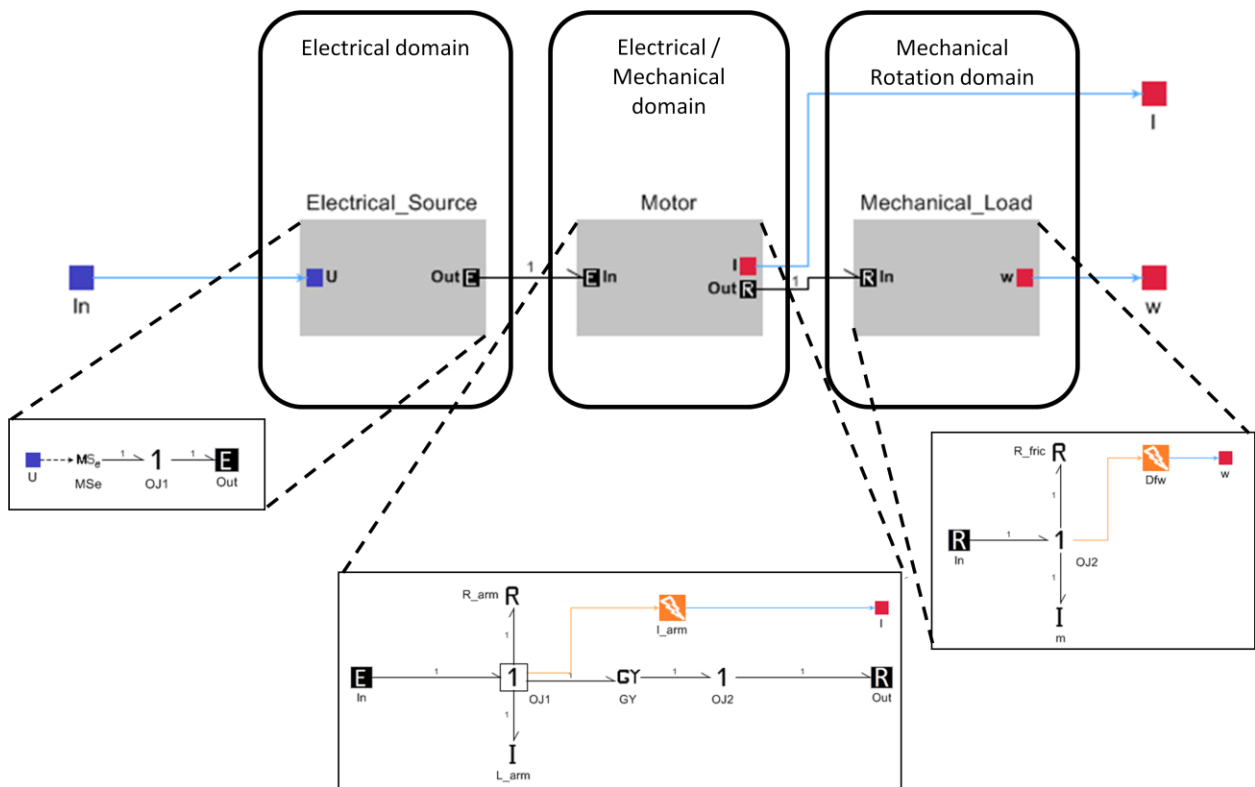 Electrical domain
Electrical /
Mechanical
domain
Mechanical
Rotation domain
I
Electrical_Source
Motor
Mechanical_Load
In
U
Out E
1
E In
I
Out R
1
R In
w
w
U
MSe
1
1
1
E
MSe
OJ1
Out
R_fric
R
Dfw
w
1
R
In
1
1
OJ2
1
I
m
R_arm
R
I_arm
I
1
E
In
1
1
OJ1
1
GY
GY
1
1
OJ2
1
R
Out
1
I
L_arm